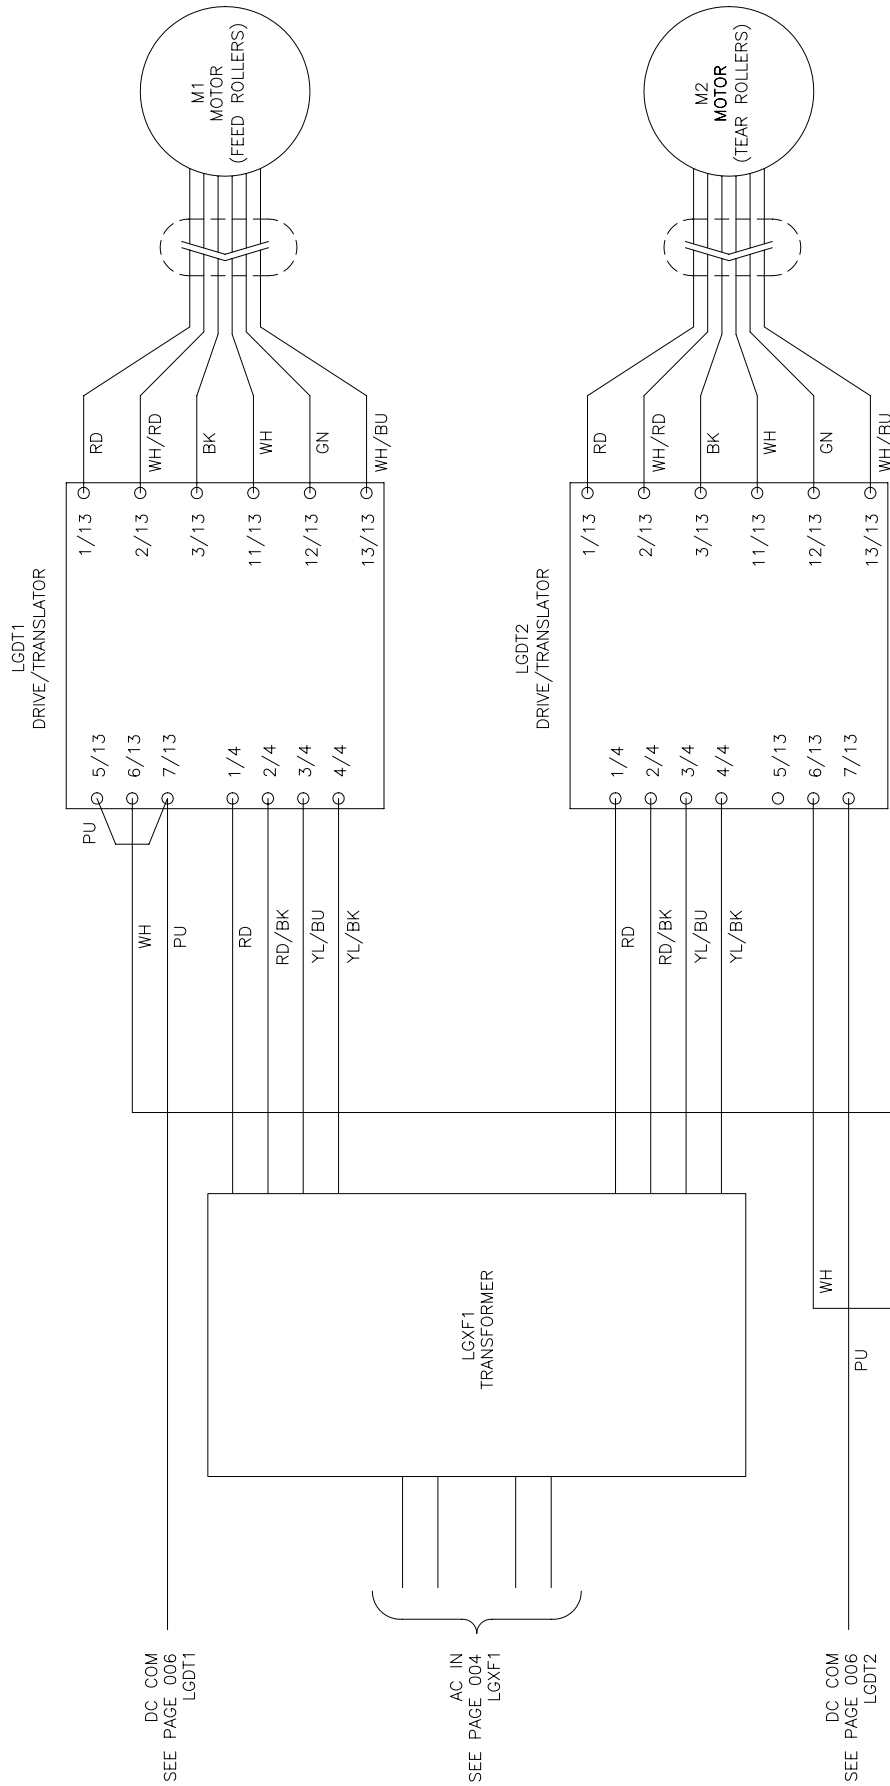 M1
MOTOR
(FEED ROLLERS)
RD
WH/RD
BK
WH
GN
WH/BU
LGDT1
DRIVE/TRANSLATOR
1/13
2/13
3/13
11/13
12/13
13/13
5/13
6/13
7/13
1/4
2/4
3/4
4/4
PU
WH
PU
RD
RD/BK
YL/BU
YL/BK
M2
MOTOR
(TEAR ROLLERS)
RD
WH/RD
BK
WH
GN
WH/BU
LGDT2
DRIVE/TRANSLATOR
1/13
2/13
3/13
11/13
12/13
13/13
1/4
2/4
3/4
4/4
5/13
6/13
7/13
RD
RD/BK
YL/BU
YL/BK
WH
PU
LGXF1
TRANSFORMER
DC COM
SEE PAGE 006
LGDT1
AC IN
SEE PAGE 004
LGXF1
DC COM
SEE PAGE 006
LGDT2